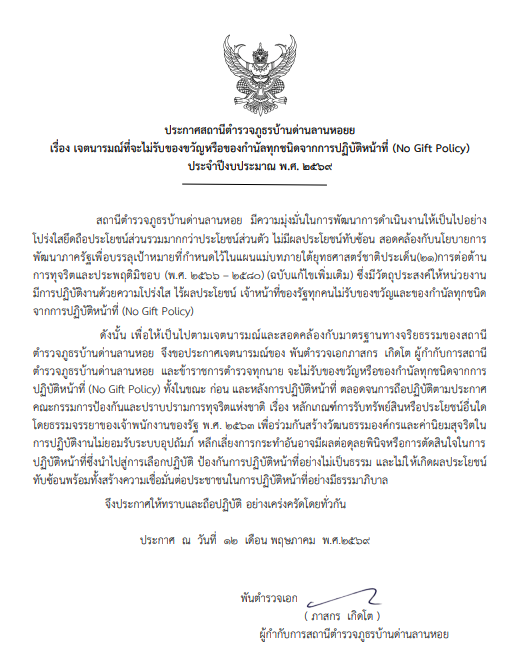 ประกาศสถานีตำรวจภูธรบ้านด่านลานหอยย
เรื่อง เจตนารมณ์ที่จะไม่รับของขวัญหรือของกำนัลทุกชนิดจากการปฏิบัติหน้าที่ (No Gift Policy)
ประจำปีงบประมาณ พ.ศ. ๒๕๖๙
สถานีตำรวจภูธรบ้านด่านลานหอย มีความมุ่งมั่นในการพัฒนาการดำเนินงานให้เป็นไปอย่าง
โปร่งใสยึดถือประโยชน์ส่วนรวมมากกว่าประโยชน์ส่วนตัว ไม่มีผลประโยชน์ทับซ้อน สอดคล้องกับนโยบายการ
พัฒนาภาครัฐเพื่อบรรลุเป้าหมายที่กำหนดไว้ในแผนแม่บทภายใต้ยุทธศาสตร์ชาติประเด็น(๒๑)การต่อต้าน
การทุจริตและประพฤติมิชอบ (พ.ศ. ๒๕๖๖ – ๒๕๘๐) (ฉบับแก้ไขเพิ่มเติม) ซึ่งมีวัตถุประสงค์ให้หน่วยงาน
มีการปฏิบัติงานด้วยความโปร่งใส ไร้ผลประโยชน์ เจ้าหน้าที่ของรัฐทุกคนไม่รับของขวัญและของกำนัลทุกชนิด
จากการปฏิบัติหน้าที่ (No Gift Policy)
ดังนั้น เพื่อให้เป็นไปตามเจตนารมณ์และสอดคล้องกับมาตรฐานทางจริยธรรมของสถานี
ตำรวจภูธรบ้านด่านลานหอย จึงขอประกาศเจตนารมณ์ของ พันตำรวจเอกภาสกร เกิดโต ผู้กำกับการสถานี
ตำรวจภูธรบ้านด่านลานหอย และข้าราชการตำรวจทุกนาย จะไม่รับของขวัญหรือของกำนัลทุกชนิดจากการ
ปฏิบัติหน้าที่ (No Gift Policy) ทั้งในขณะ ก่อน และหลังการปฏิบัติหน้าที่ ตลอดจนการถือปฏิบัติตามประกาศ
คณะกรรมการป้องกันและปราบปรามการทุจริตแห่งชาติ เรื่อง หลักเกณฑ์การรับทรัพย์สินหรือประโยชน์อื่นใด
โดยธรรมจรรยาของเจ้าพนักงานของรัฐ พ.ศ. ๒๕๖๓ เพื่อร่วมกันสร้างวัฒนธรรมองค์กรและค่านิยมสุจริตใน
การปฏิบัติงานไม่ยอมรับระบบอุปถัมภ์ หลีกเลี่ยงการกระทำอันอาจมีผลต่อดุลยพินิจหรือการตัดสินใจในการ
ปฏิบัติหน้าที่ซึ่งนำไปสู่การเลือกปฏิบัติ ป้องกันการปฏิบัติหน้าที่อย่างไม่เป็นธรรม และไม่ให้เกิดผลประโยชน์
ทับซ้อนพร้อมทั้งสร้างความเชื่อมั่นต่อประชาชนในการปฏิบัติหน้าที่อย่างมีธรรมาภิบาล
จึงประกาศให้ทราบและถือปฏิบัติ อย่างเคร่งครัดโดยทั่วกัน
ประกาศ ณ วันที่ ๑๒ เดือน พฤษภาคม พ.ศ.๒๕๖๙
พันตำรวจเอก
( ภาสกร เกิดโต )
ผู้กำกับการสถานีตำรวจภูธรบ้านด่านลานหอย